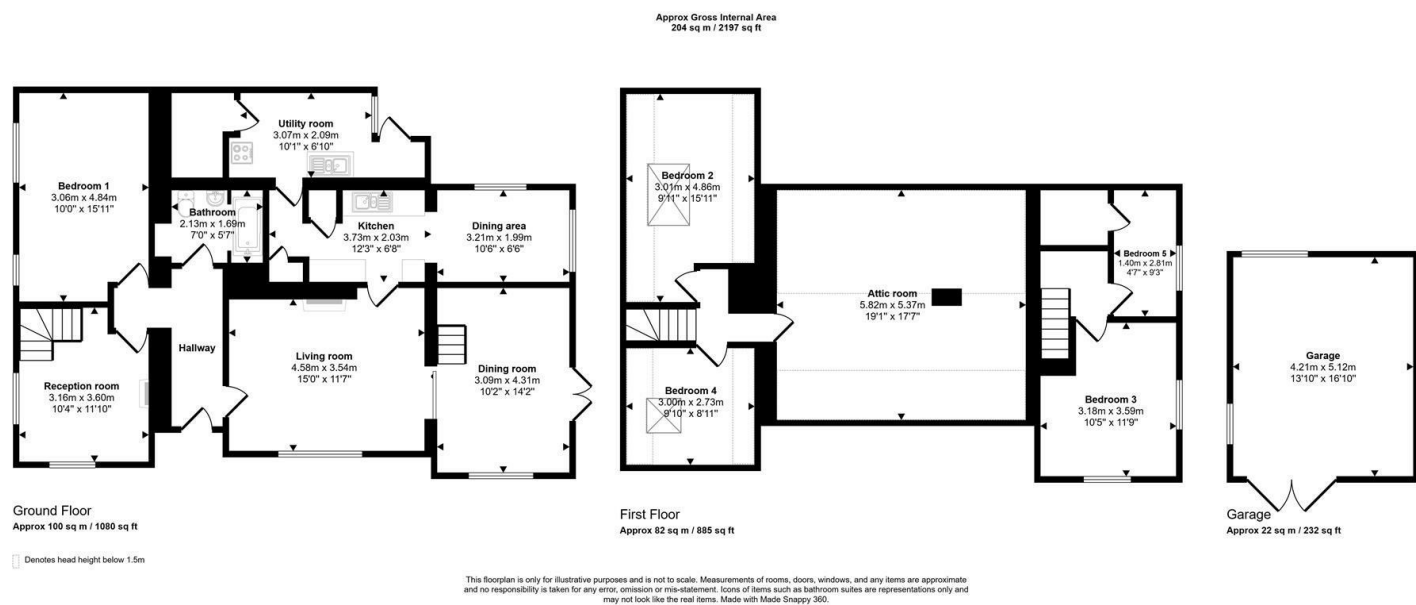 Approx Gross Internal Area
204 sq m / 2197 sq ft
Utility room
3.07m x 2.09m
10'1" x 6'10"
Bedroom 1
3.06m x 4.84m
10'0" x 15'11"
Bathroom
2.13m x 1.69m
7'0" x 5'7"
Kitchen
3.73m x 2.03m
12'3" x 6'8"
Dining area
3.21m x 1.99m
10'6" x 6'6"
Hallway
Living room
4.58m x 3.54m
15'0" x 11'7"
Dining room
3.09m x 4.31m
10'2" x 14'2"
Reception room
3.16m x 3.60m
10'4" x 11'10"
Ground Floor
Approx 100 sq m / 1080 sq ft
Denotes head height below 1.5m
Bedroom 2
3.01m x 4.86m
9'11" x 15'11"
Attic room
5.82m x 5.37m
19'1" x 17'7"
Bedroom 5
1.40m x 2.81m
4'7" x 9'3"
Bedroom 4
3.00m x 2.73m
9'10" x 8'11"
Bedroom 3
3.18m x 3.59m
10'5" x 11'9"
First Floor
Approx 82 sq m / 885 sq ft
Garage
4.21m x 5.12m
13'10" x 16'10"
Garage
Approx 22 sq m / 232 sq ft
This floorplan is only for illustrative purposes and is not to scale. Measurements of rooms, doors, windows, and any items are approximate
and no responsibility is taken for any error, omission or mis-statement. Icons of items such as bathroom suites are representations only and
may not look like the real items. Made with Made Snappy 360.